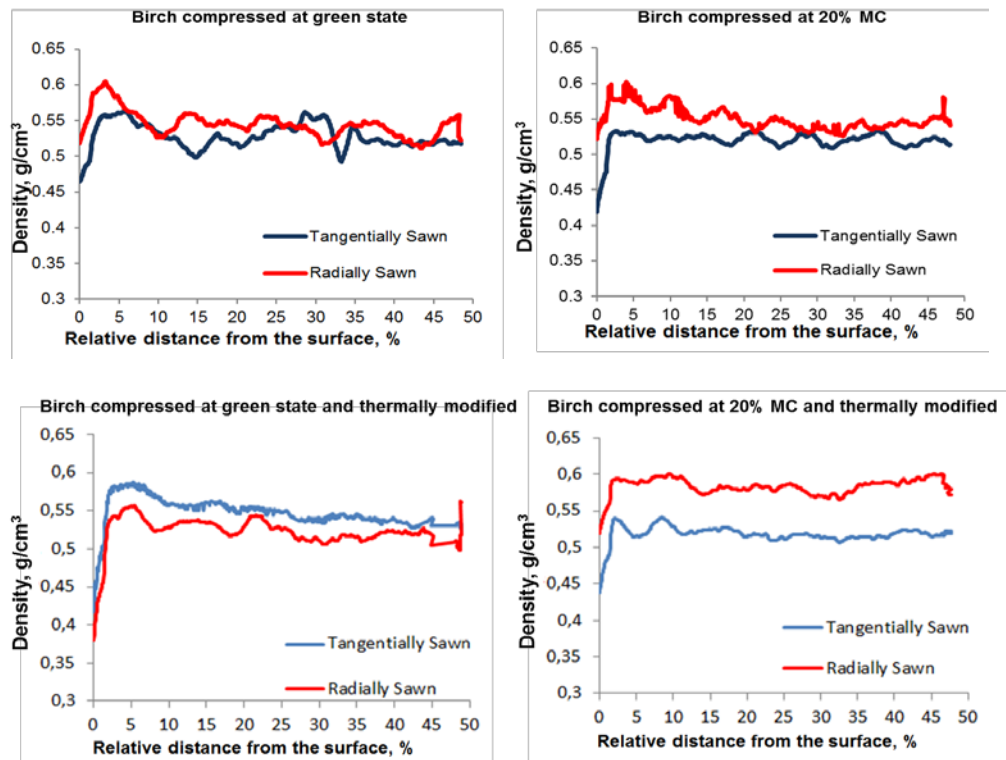 Birch compressed at green state
0.65
0.6
0.55
0.5
0.45
0.4
0.35
0.3
Density, g/cm³
Tangentially Sawn
Radially Sawn
0 5 10 15 20 25 30 35 40 45 50
Relative distance from the surface, %
Birch compressed at 20% MC
0.65
0.6
0.55
0.5
0.45
0.4
0.35
0.3
Density, g/cm³
Tangentially Sawn
Radially Sawn
0 5 10 15 20 25 30 35 40 45 50
Relative distance from the surface, %
Birch compressed at green state and thermally modified
0,65
0,6
0,55
0,5
0,45
0,4
0,35
0,3
Density, g/cm³
Tangentially Sawn
Radially Sawn
0 5 10 15 20 25 30 35 40 45 50
Relative distance from the surface, %
Birch compressed at 20% MC and thermally modified
0,65
0,6
0,55
0,5
0,45
0,4
0,35
0,3
Density, g/cm³
Tangentially Sawn
Radially Sawn
0 5 10 15 20 25 30 35 40 45 50
Relative distance from the surface, %